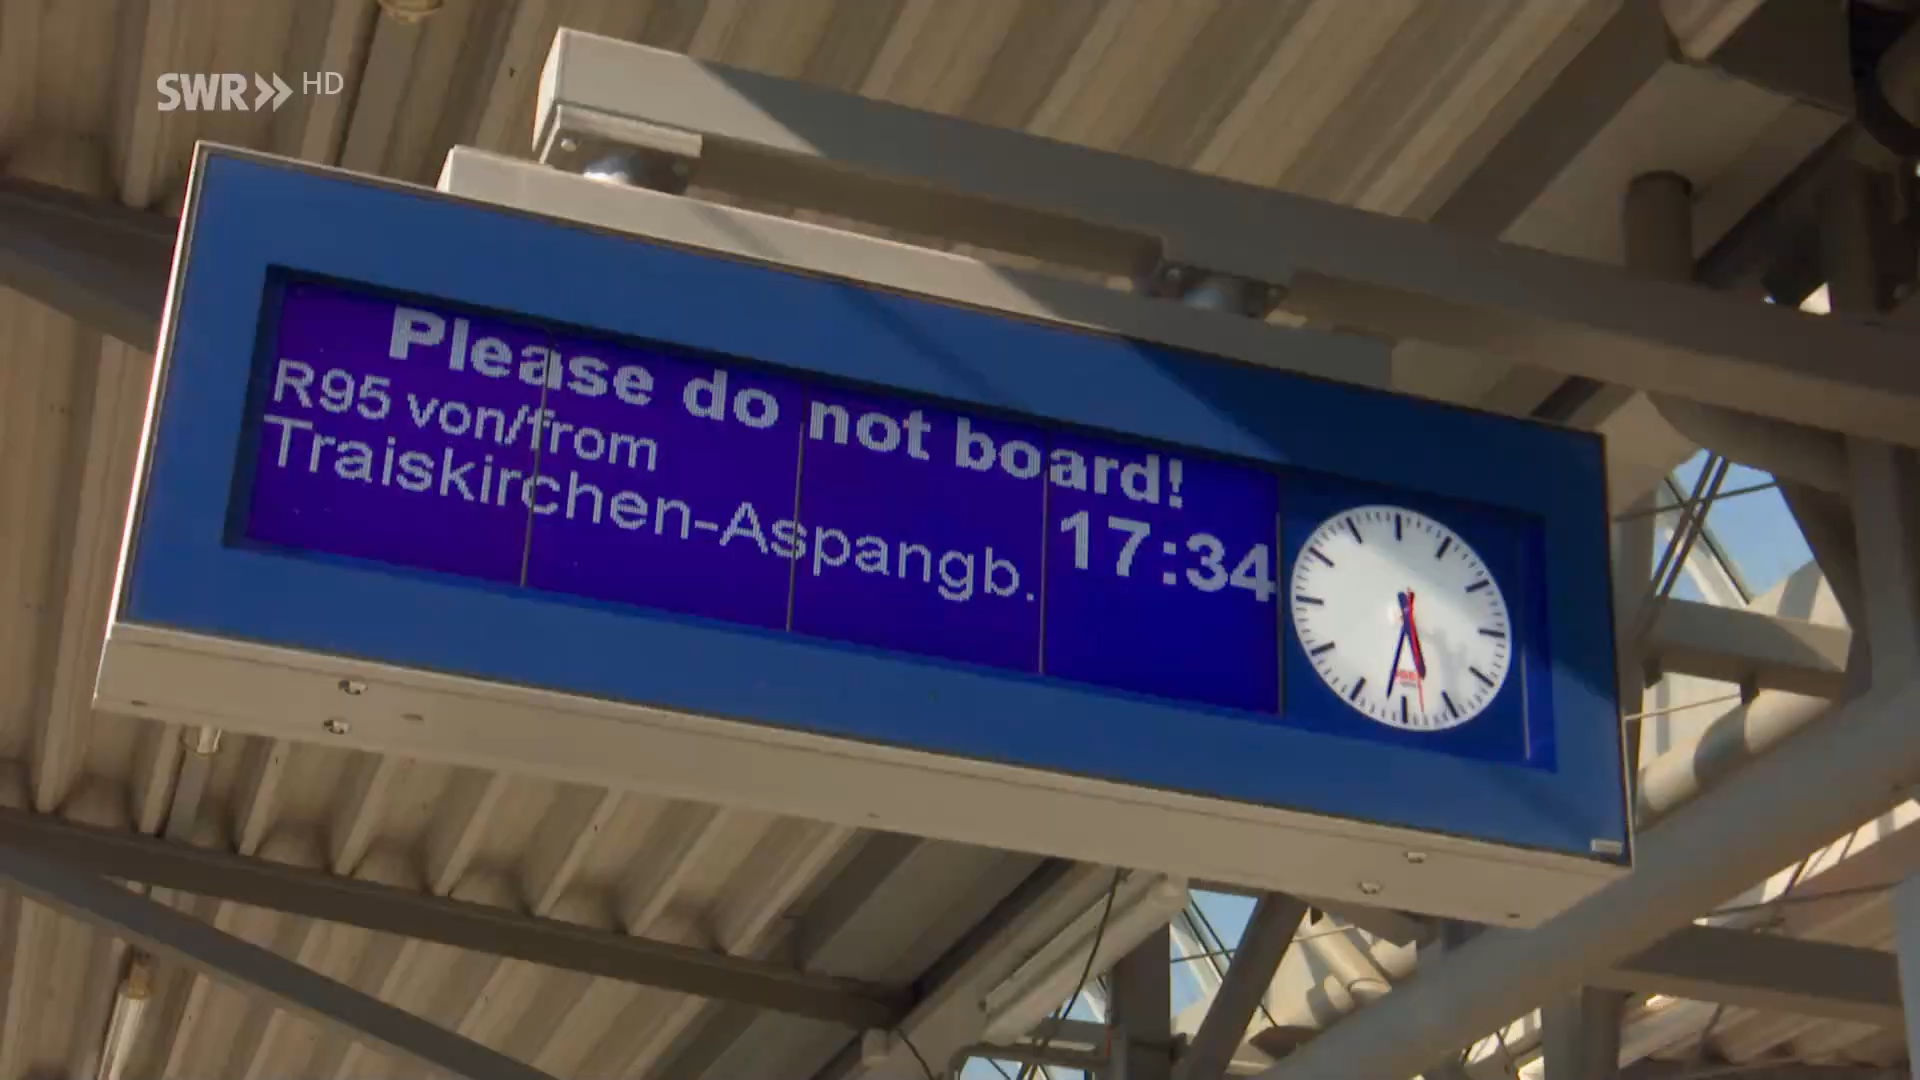 SWR HD
Please do not board!
R95 von/from
Traiskirchen-Aspangb. 17:34